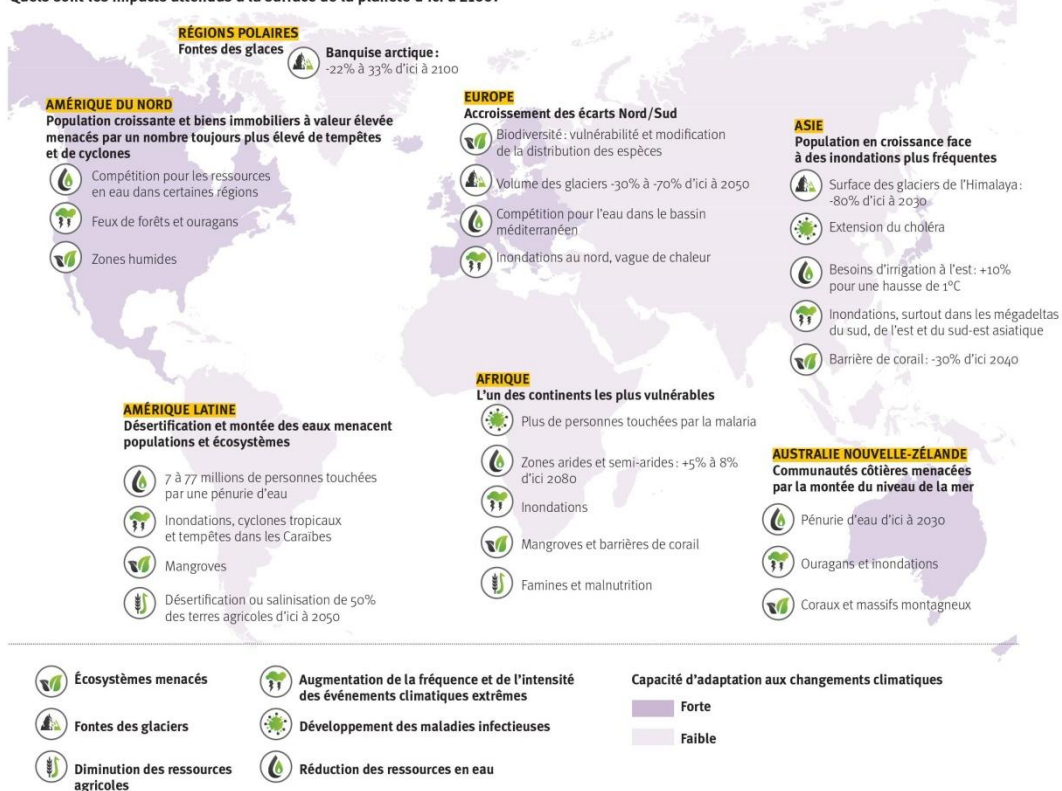 Quels sont les impacts attendus à la surface de la planète d'ici à 2100?
RÉGIONS POLAIRES
Fontes des glaces
Banquise arctique :
-22% à 33% d'ici à 2100
AMÉRIQUE DU NORD
Population croissante et biens immobiliers à valeur élevée
menacés par un nombre toujours plus élevé de tempêtes
et de cyclones
Compétition pour les ressources
en eau dans certaines régions
Feux de forêts et ouragans
Zones humides
EUROPE
Accroissement des écarts Nord/Sud
Biodiversité : vulnérabilité et modification
de la distribution des espèces
Volume des glaciers -30% à -70% d'ici à 2050
Compétition pour l'eau dans le bassin
méditerranéen
Inondations au nord, vague de chaleur
ASIE
Population en croissance face
à des inondations plus fréquentes
Surface des glaciers de l'Himalaya :
-80% d'ici à 2030
Extension du choléra
Besoins d'irrigation à l'est : +10%
pour une hausse de 1°C
Inondations, surtout dans les mégadeltas
du sud, de l'est et du sud-est asiatique
Barrière de corail : -30% d'ici 2040
AMÉRIQUE LATINE
Désertification et montée des eaux menacent
populations et écosystèmes
7 à 77 millions de personnes touchées
par une pénurie d'eau
Inondations, cyclones tropicaux
et tempêtes dans les Caraïbes
Mangroves
Désertification ou salinisation de 50%
des terres agricoles d'ici à 2050
AFRIQUE
L'un des continents les plus vulnérables
Plus de personnes touchées par la malaria
Zones arides et semi-arides : +5% à 8%
d'ici 2080
Inondations
Mangroves et barrières de corail
Famines et malnutrition
AUSTRALIE NOUVELLE-ZÉLANDE
Communautés côtières menacées
par la montée du niveau de la mer
Pénurie d'eau d'ici à 2030
Ouragans et inondations
Coraux et massifs montagneux
Écosystèmes menacés
Fontes des glaciers
Diminution des ressources
agricoles
Augmentation de la fréquence et de l'intensité
des événements climatiques extrêmes
Développement des maladies infectieuses
Réduction des ressources en eau
Capacité d'adaptation aux changements climatiques
Forte
Faible